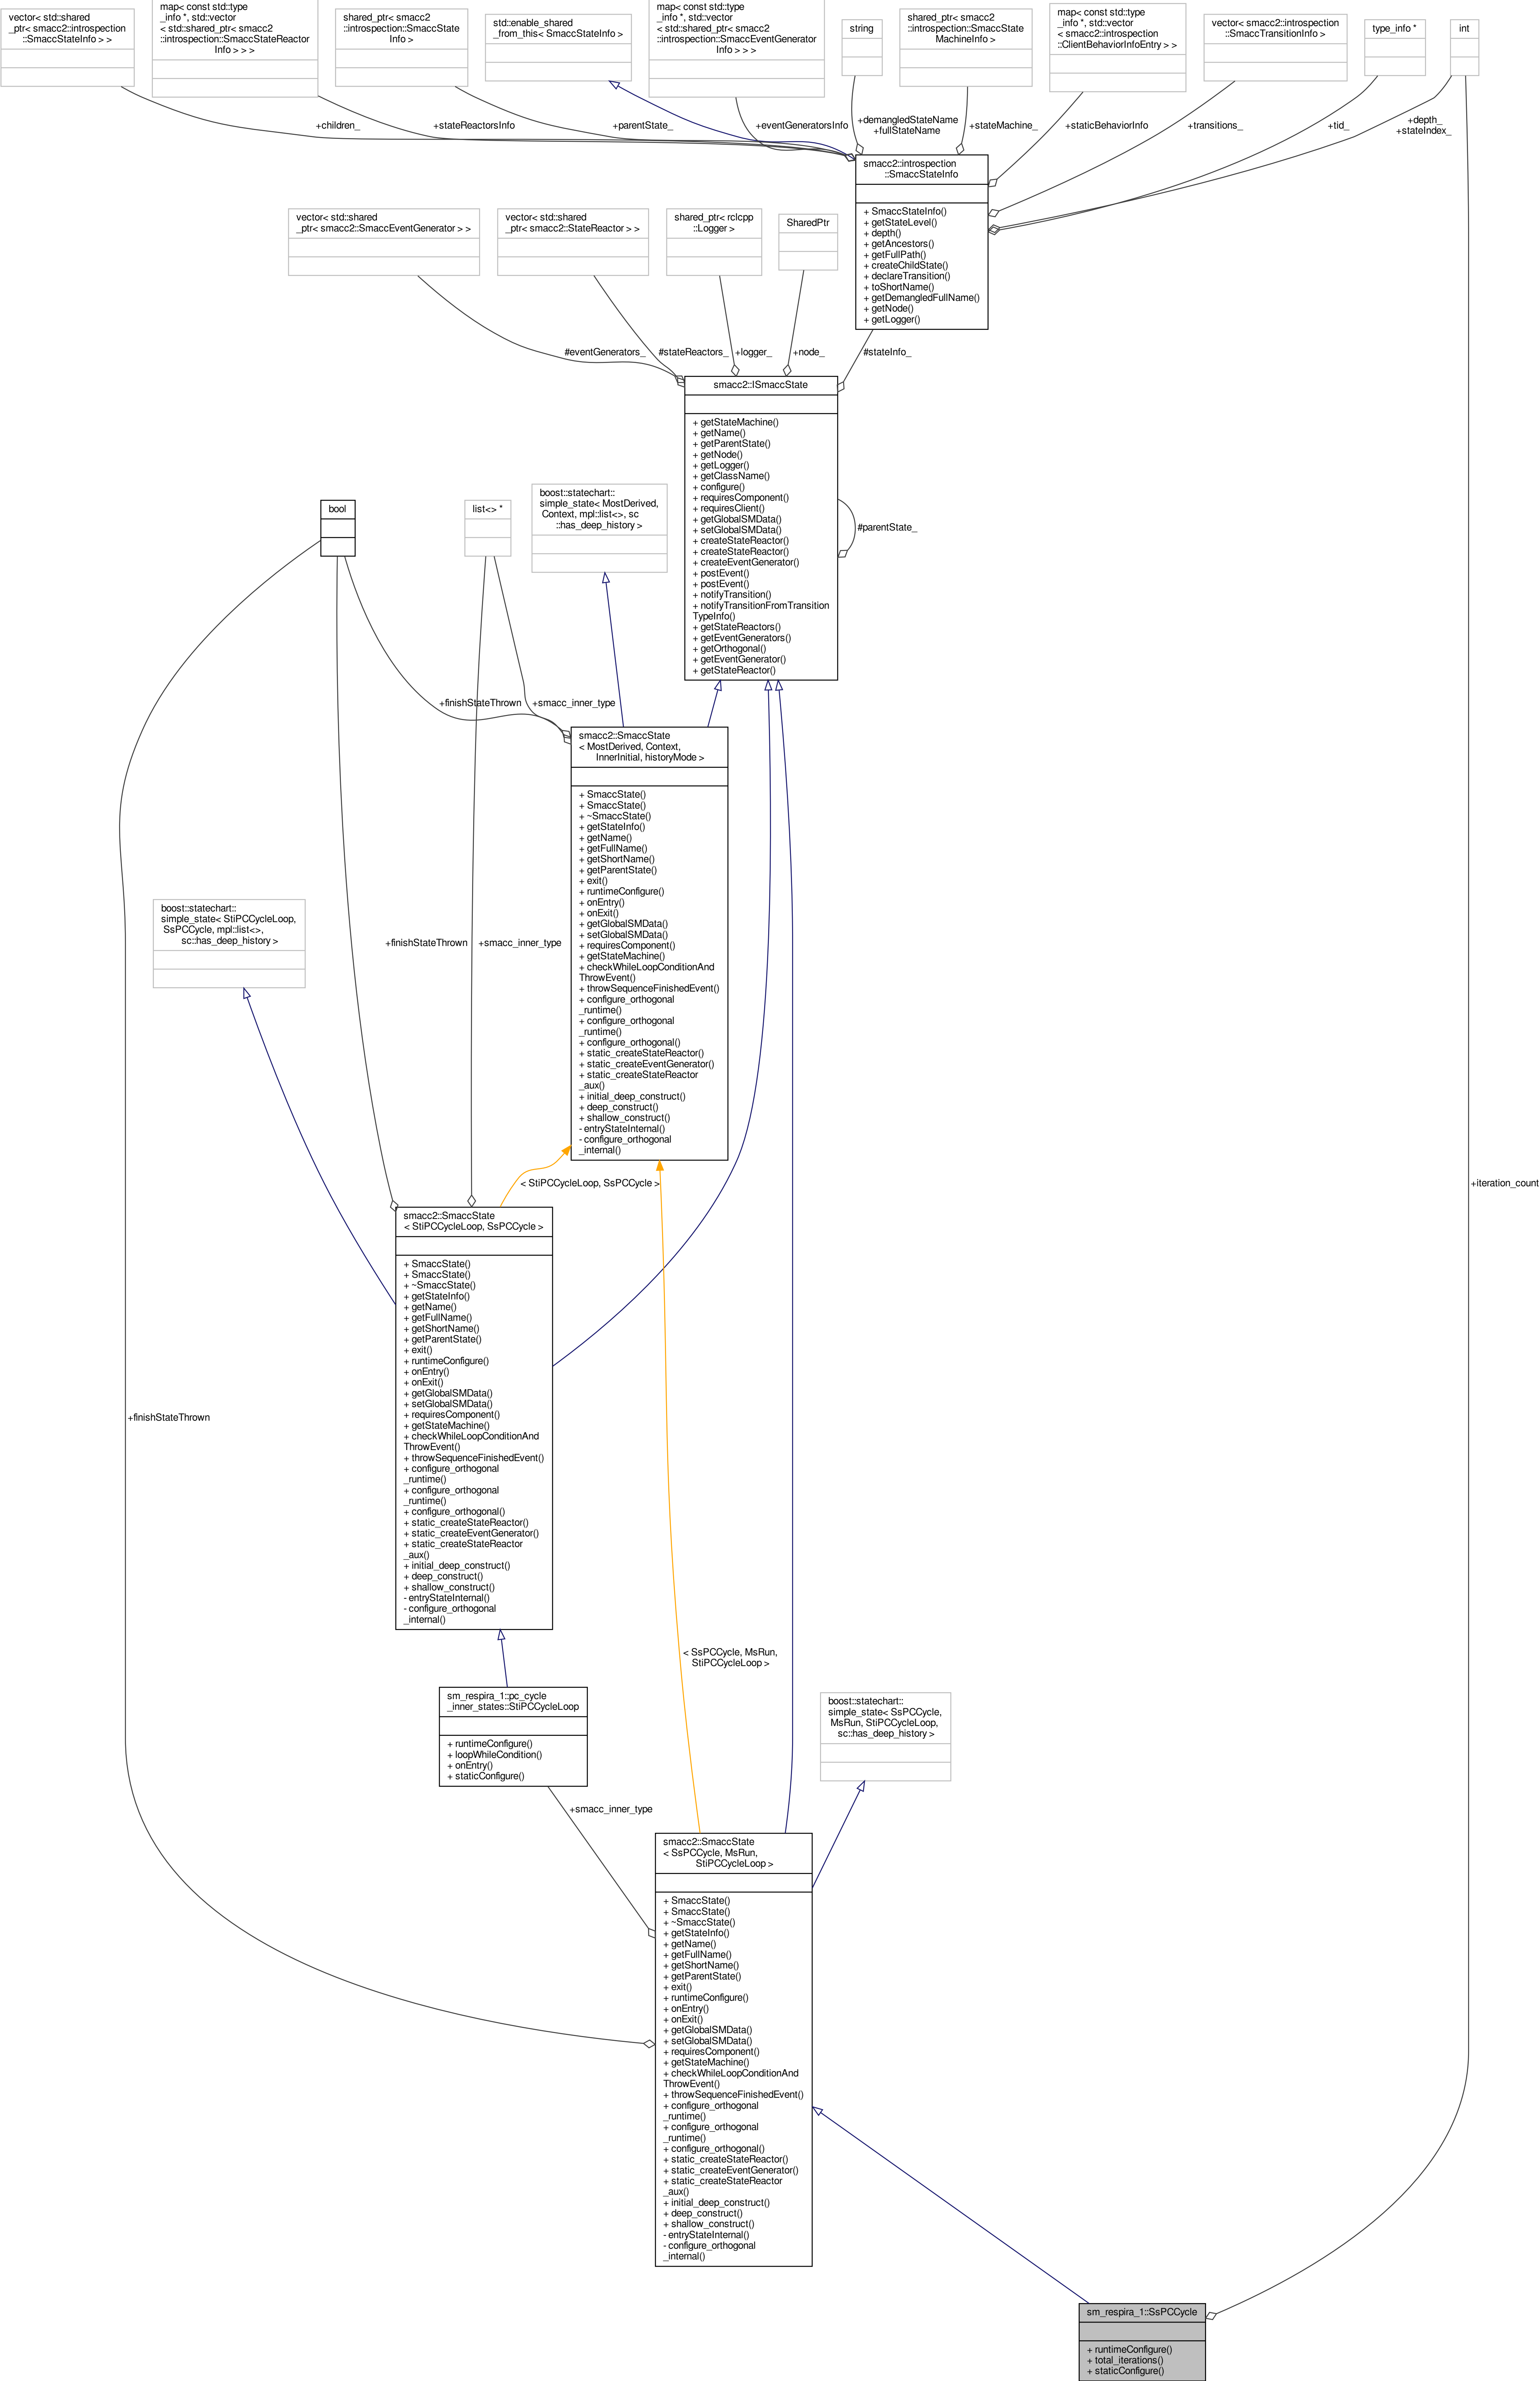 vector< std::shared
_ptr< smacc2::introspection
::SmaccStateInfo > >
map< const std::type
_info *, std::vector
< std::shared_ptr< smacc2
::introspection::SmaccStateReactor
Info > > >
shared_ptr< smacc2
::introspection::SmaccState
Info >
std::enable_shared
_from_this< SmaccStateInfo >
map< const std::type
_info *, std::vector
< std::shared_ptr< smacc2
::introspection::SmaccEventGenerator
Info > > >
string
shared_ptr< smacc2
::introspection::SmaccState
MachineInfo >
map< const std::type
_info *, std::vector
< smacc2::introspection
::ClientBehaviorInfoEntry > >
vector< smacc2::introspection
::SmaccTransitionInfo >
type_info *
int
+children_
+stateReactorsInfo
+parentState_
+eventGeneratorsInfo
+demangledStateName
+fullStateName
+stateMachine_
+staticBehaviorInfo
+transitions_
+tid_
+depth_
+stateIndex_
smacc2::introspection
::SmaccStateInfo
+ SmaccStateInfo()
+ getStateLevel()
+ depth()
+ getAncestors()
+ getFullPath()
+ createChildState()
+ declareTransition()
+ toShortName()
+ getDemangledFullName()
+ getNode()
+ getLogger()
vector< std::shared
_ptr< smacc2::SmaccEventGenerator > >
vector< std::shared
_ptr< smacc2::StateReactor > >
shared_ptr< rclcpp
::Logger >
SharedPtr
#eventGenerators_
#stateReactors_
+logger_
+node_
#stateInfo_
smacc2::ISmaccState
+ getStateMachine()
+ getName()
+ getParentState()
+ getNode()
+ getLogger()
+ getClassName()
+ configure()
+ requiresComponent()
+ requiresClient()
+ getGlobalSMData()
+ setGlobalSMData()
+ createStateReactor()
+ createStateReactor()
+ createEventGenerator()
+ postEvent()
+ postEvent()
+ notifyTransition()
+ notifyTransitionFromTransition
TypeInfo()
+ getStateReactors()
+ getEventGenerators()
+ getOrthogonal()
+ getEventGenerator()
+ getStateReactor()
#parentState_
bool
list<> *
boost::statechart::
simple_state< MostDerived,
Context, mpl::list<>, sc
::has_deep_history >
+finishStateThrown
+smacc_inner_type
smacc2::SmaccState
< MostDerived, Context,
InnerInitial, historyMode >
+ SmaccState()
+ SmaccState()
+ ~SmaccState()
+ getStateInfo()
+ getName()
+ getFullName()
+ getShortName()
+ getParentState()
+ exit()
+ runtimeConfigure()
+ onEntry()
+ onExit()
+ getGlobalSMData()
+ setGlobalSMData()
+ requiresComponent()
+ getStateMachine()
+ checkWhileLoopConditionAnd
ThrowEvent()
+ throwSequenceFinishedEvent()
+ configure_orthogonal
_runtime()
+ configure_orthogonal
_runtime()
+ configure_orthogonal()
+ static_createStateReactor()
+ static_createEventGenerator()
+ static_createStateReactor
_aux()
+ initial_deep_construct()
+ deep_construct()
+ shallow_construct()
- entryStateInternal()
- configure_orthogonal
_internal()
boost::statechart::
simple_state< StiPCCycleLoop,
SsPCCycle, mpl::list<>,
sc::has_deep_history >
+finishStateThrown
+smacc_inner_type
< StiPCCycleLoop, SsPCCycle >
+iteration_count
smacc2::SmaccState
< StiPCCycleLoop, SsPCCycle >
+ SmaccState()
+ SmaccState()
+ ~SmaccState()
+ getStateInfo()
+ getName()
+ getFullName()
+ getShortName()
+ getParentState()
+ exit()
+ runtimeConfigure()
+ onEntry()
+ onExit()
+ getGlobalSMData()
+ setGlobalSMData()
+ requiresComponent()
+ getStateMachine()
+ checkWhileLoopConditionAnd
ThrowEvent()
+ throwSequenceFinishedEvent()
+ configure_orthogonal
_runtime()
+ configure_orthogonal
_runtime()
+ configure_orthogonal()
+ static_createStateReactor()
+ static_createEventGenerator()
+ static_createStateReactor
_aux()
+ initial_deep_construct()
+ deep_construct()
+ shallow_construct()
- entryStateInternal()
- configure_orthogonal
_internal()
+finishStateThrown
< SsPCCycle, MsRun,
StiPCCycleLoop >
sm_respira_1::pc_cycle
_inner_states::StiPCCycleLoop
+ runtimeConfigure()
+ loopWhileCondition()
+ onEntry()
+ staticConfigure()
boost::statechart::
simple_state< SsPCCycle,
MsRun, StiPCCycleLoop,
sc::has_deep_history >
+smacc_inner_type
smacc2::SmaccState
< SsPCCycle, MsRun,
StiPCCycleLoop >
+ SmaccState()
+ SmaccState()
+ ~SmaccState()
+ getStateInfo()
+ getName()
+ getFullName()
+ getShortName()
+ getParentState()
+ exit()
+ runtimeConfigure()
+ onEntry()
+ onExit()
+ getGlobalSMData()
+ setGlobalSMData()
+ requiresComponent()
+ getStateMachine()
+ checkWhileLoopConditionAnd
ThrowEvent()
+ throwSequenceFinishedEvent()
+ configure_orthogonal
_runtime()
+ configure_orthogonal
_runtime()
+ configure_orthogonal()
+ static_createStateReactor()
+ static_createEventGenerator()
+ static_createStateReactor
_aux()
+ initial_deep_construct()
+ deep_construct()
+ shallow_construct()
- entryStateInternal()
- configure_orthogonal
_internal()
sm_respira_1::SsPCCycle
+ runtimeConfigure()
+ total_iterations()
+ staticConfigure()